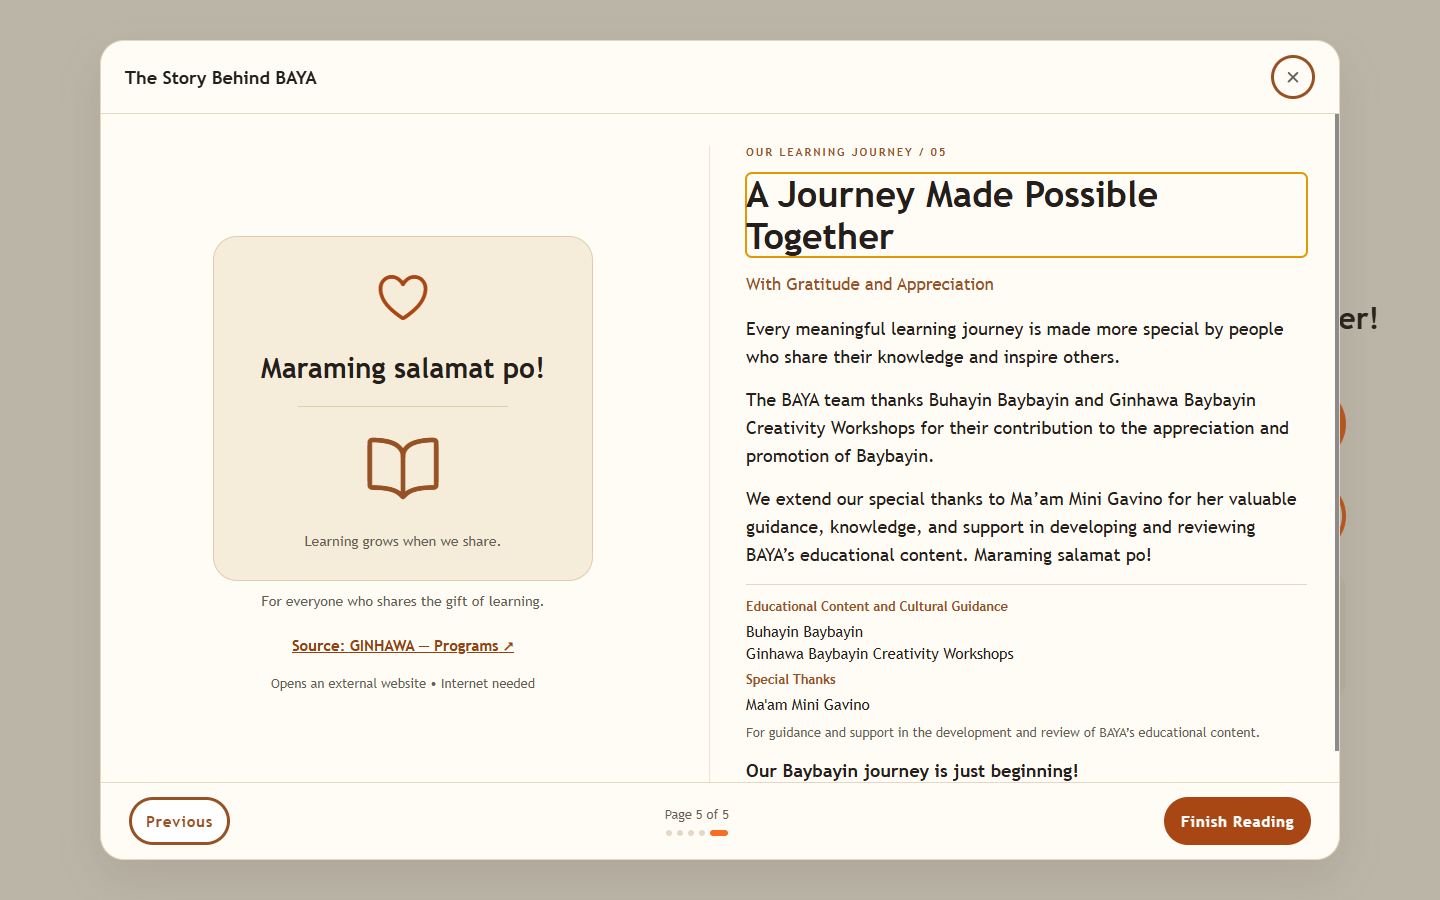 The Story Behind BAYA
Maraming salamat po!
Learning grows when we share.
For everyone who shares the gift of learning.
Source: GINHAWA — Programs ↗
Opens an external website • Internet needed
OUR LEARNING JOURNEY / 05
A Journey Made Possible
Together
With Gratitude and Appreciation
Every meaningful learning journey is made more special by people
who share their knowledge and inspire others.
The BAYA team thanks Buhayin Baybayin and Ginhawa Baybayin
Creativity Workshops for their contribution to the appreciation and
promotion of Baybayin.
We extend our special thanks to Ma’am Mini Gavino for her valuable
guidance, knowledge, and support in developing and reviewing
BAYA’s educational content. Maraming salamat po!
Educational Content and Cultural Guidance
Buhayin Baybayin
Ginhawa Baybayin Creativity Workshops
Special Thanks
Ma'am Mini Gavino
For guidance and support in the development and review of BAYA’s educational content.
Our Baybayin journey is just beginning!
er!
Previous
Page 5 of 5
Finish Reading